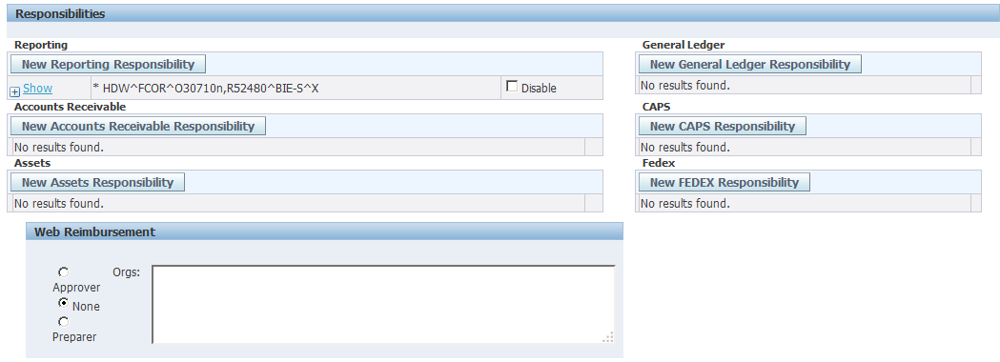 Responsibilities
Reporting
New Reporting Responsibility
Show * HDW^FCOR^O30710n,R52480^BIE-S^X Disable
Accounts Receivable
New Accounts Receivable Responsibility
No results found.
Assets
New Assets Responsibility
No results found.
General Ledger
New General Ledger Responsibility
No results found.
CAPS
New CAPS Responsibility
No results found.
Fedex
New FEDEX Responsibility
No results found.
Web Reimbursement
Approver
None
Preparer
Orgs: